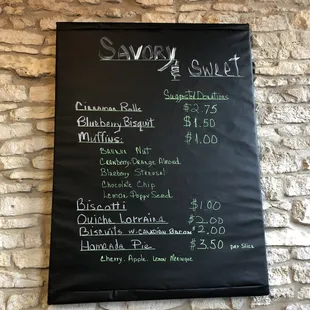 Savory
& Sweet
Suggested Donations
Cinnamon Rolls $2.75
Blueberry Bisquit $1.50
Muffins: $1.00
Banana Nut
Cranberry-Orange Almond
Blueberry Streusel
Chocolate Chip
Lemon Poppy Seed
Biscotti $1.00
Quiche Lorraine $2.00
Biscuits w. Canadian Bacon $2.00
Homemade Pie $3.50 per slice
Cherry, Apple, Lemon Meringue